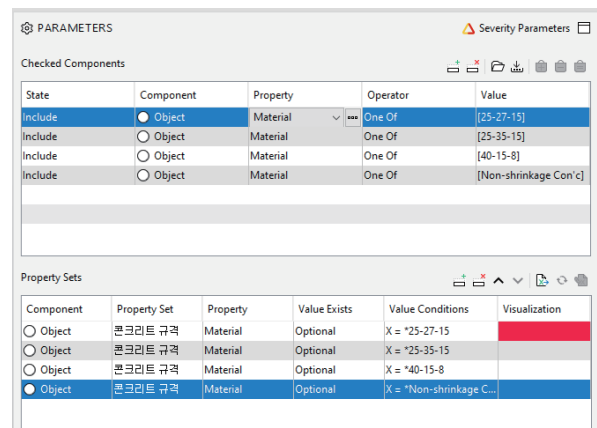 PARAMETERS Severity Parameters
Checked Components
State Component Property Operator Value
Include Object Material One Of [25-27-15]
Include Object Material One Of [25-35-15]
Include Object Material One Of [40-15-8]
Include Object Material One Of [Non-shrinkage Con'c]
Property Sets
Component Property Set Property Value Exists Value Conditions Visualization
Object 콘크리트 규격 Material Optional X = *25-27-15
Object 콘크리트 규격 Material Optional X = *25-35-15
Object 콘크리트 규격 Material Optional X = *40-15-8
Object 콘크리트 규격 Material Optional X = *Non-shrinkage C...